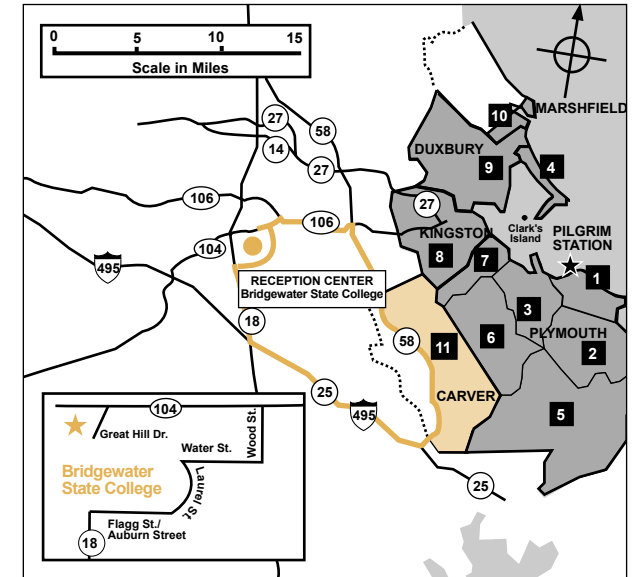 0 5 10 15
Scale in Miles
27
58
14
27
106
104
106
495
27
10
MARSHFIELD
DUXBURY
9
4
KINGSTON
8
7
Clark's
Island
PILGRIM
STATION
1
3
PLYMOUTH
2
6
5
RECEPTION CENTER
Bridgewater State College
18
58
11
CARVER
25
495
25
104
Great Hill Dr.
Wood St.
Water St.
Bridgewater
State College
Laurel St.
Flagg St./
Auburn Street
18